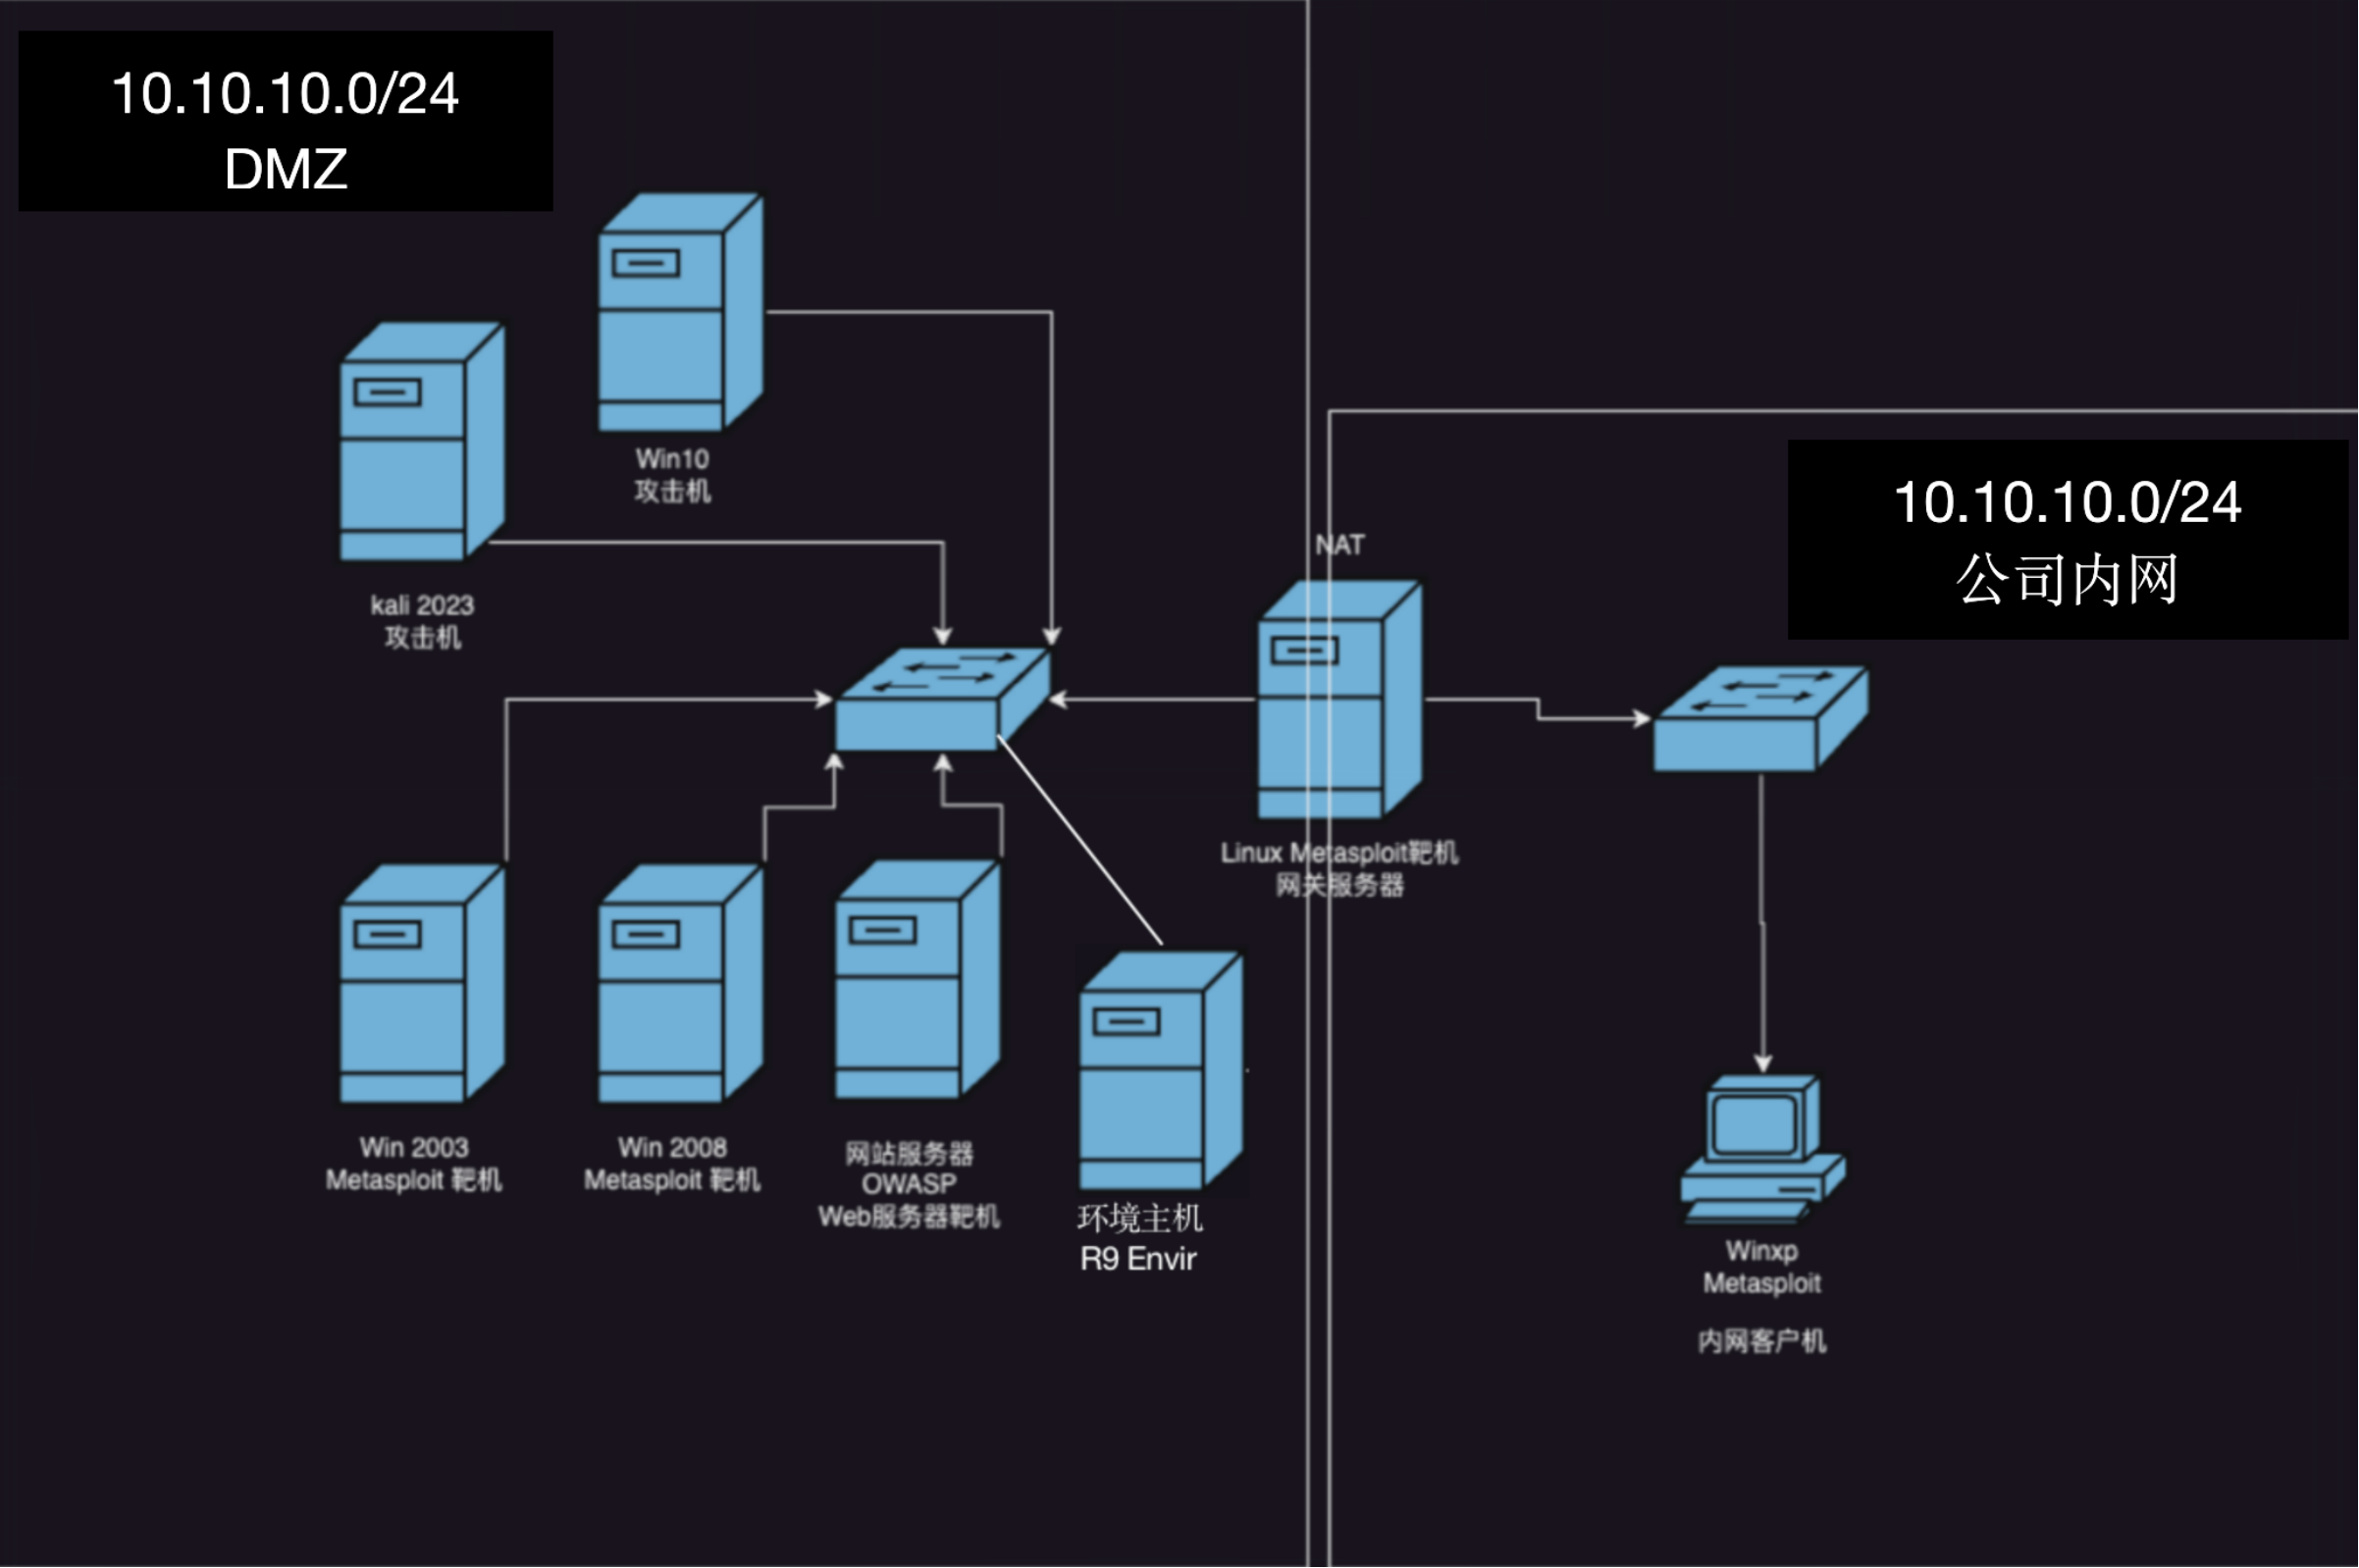 10.10.10.0/24
DMZ
Win10
攻击机
kali 2023
攻击机
NAT
10.10.10.0/24
公司内网
Linux Metasploit靶机
网关服务器
Win 2003
Metasploit 靶机
Win 2008
Metasploit 靶机
网站服务器
OWASP
Web服务器靶机
环境主机
R9 Envir
Winxp
Metasploit
内网客户机